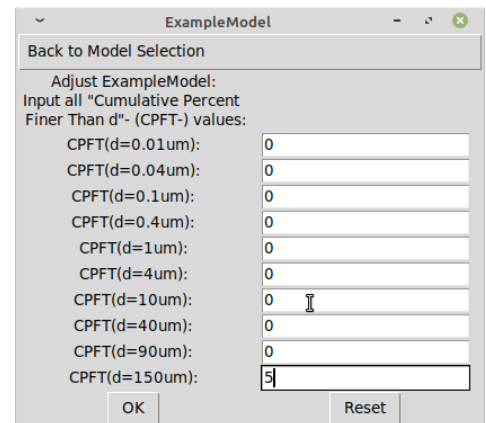 ExampleModel
Back to Model Selection
Adjust ExampleModel:
Input all "Cumulative Percent
Finer Than d"- (CPFT-) values:
CPFT(d=0.01um): 0
CPFT(d=0.04um): 0
CPFT(d=0.1um): 0
CPFT(d=0.4um): 0
CPFT(d=1um): 0
CPFT(d=4um): 0
CPFT(d=10um): 0
CPFT(d=40um): 0
CPFT(d=90um): 0
CPFT(d=150um): 5
OK Reset